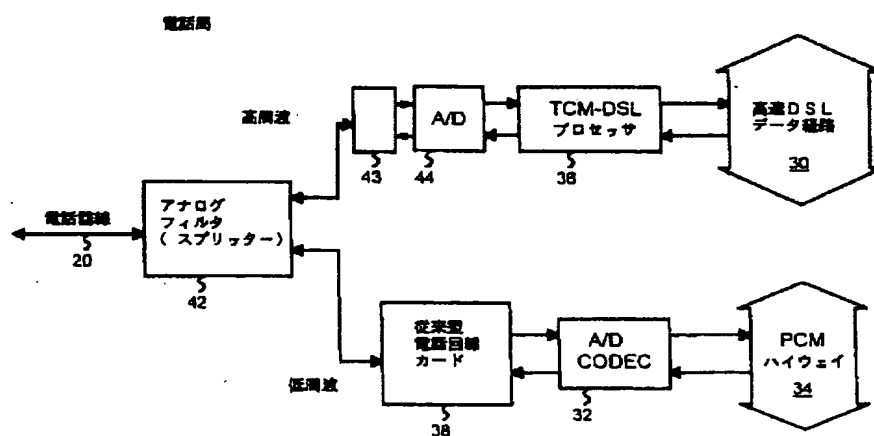 電話局
高周波
43
A/D
44
TCM-DSL
プロセッサ
38
高速DSL
データ経路
30
電話回線
20
アナログ
フィルタ
( スプリッター)
42
低周波
従来型
電話回線
カード
38
A/D
CODEC
32
PCM
ハイウェイ
34